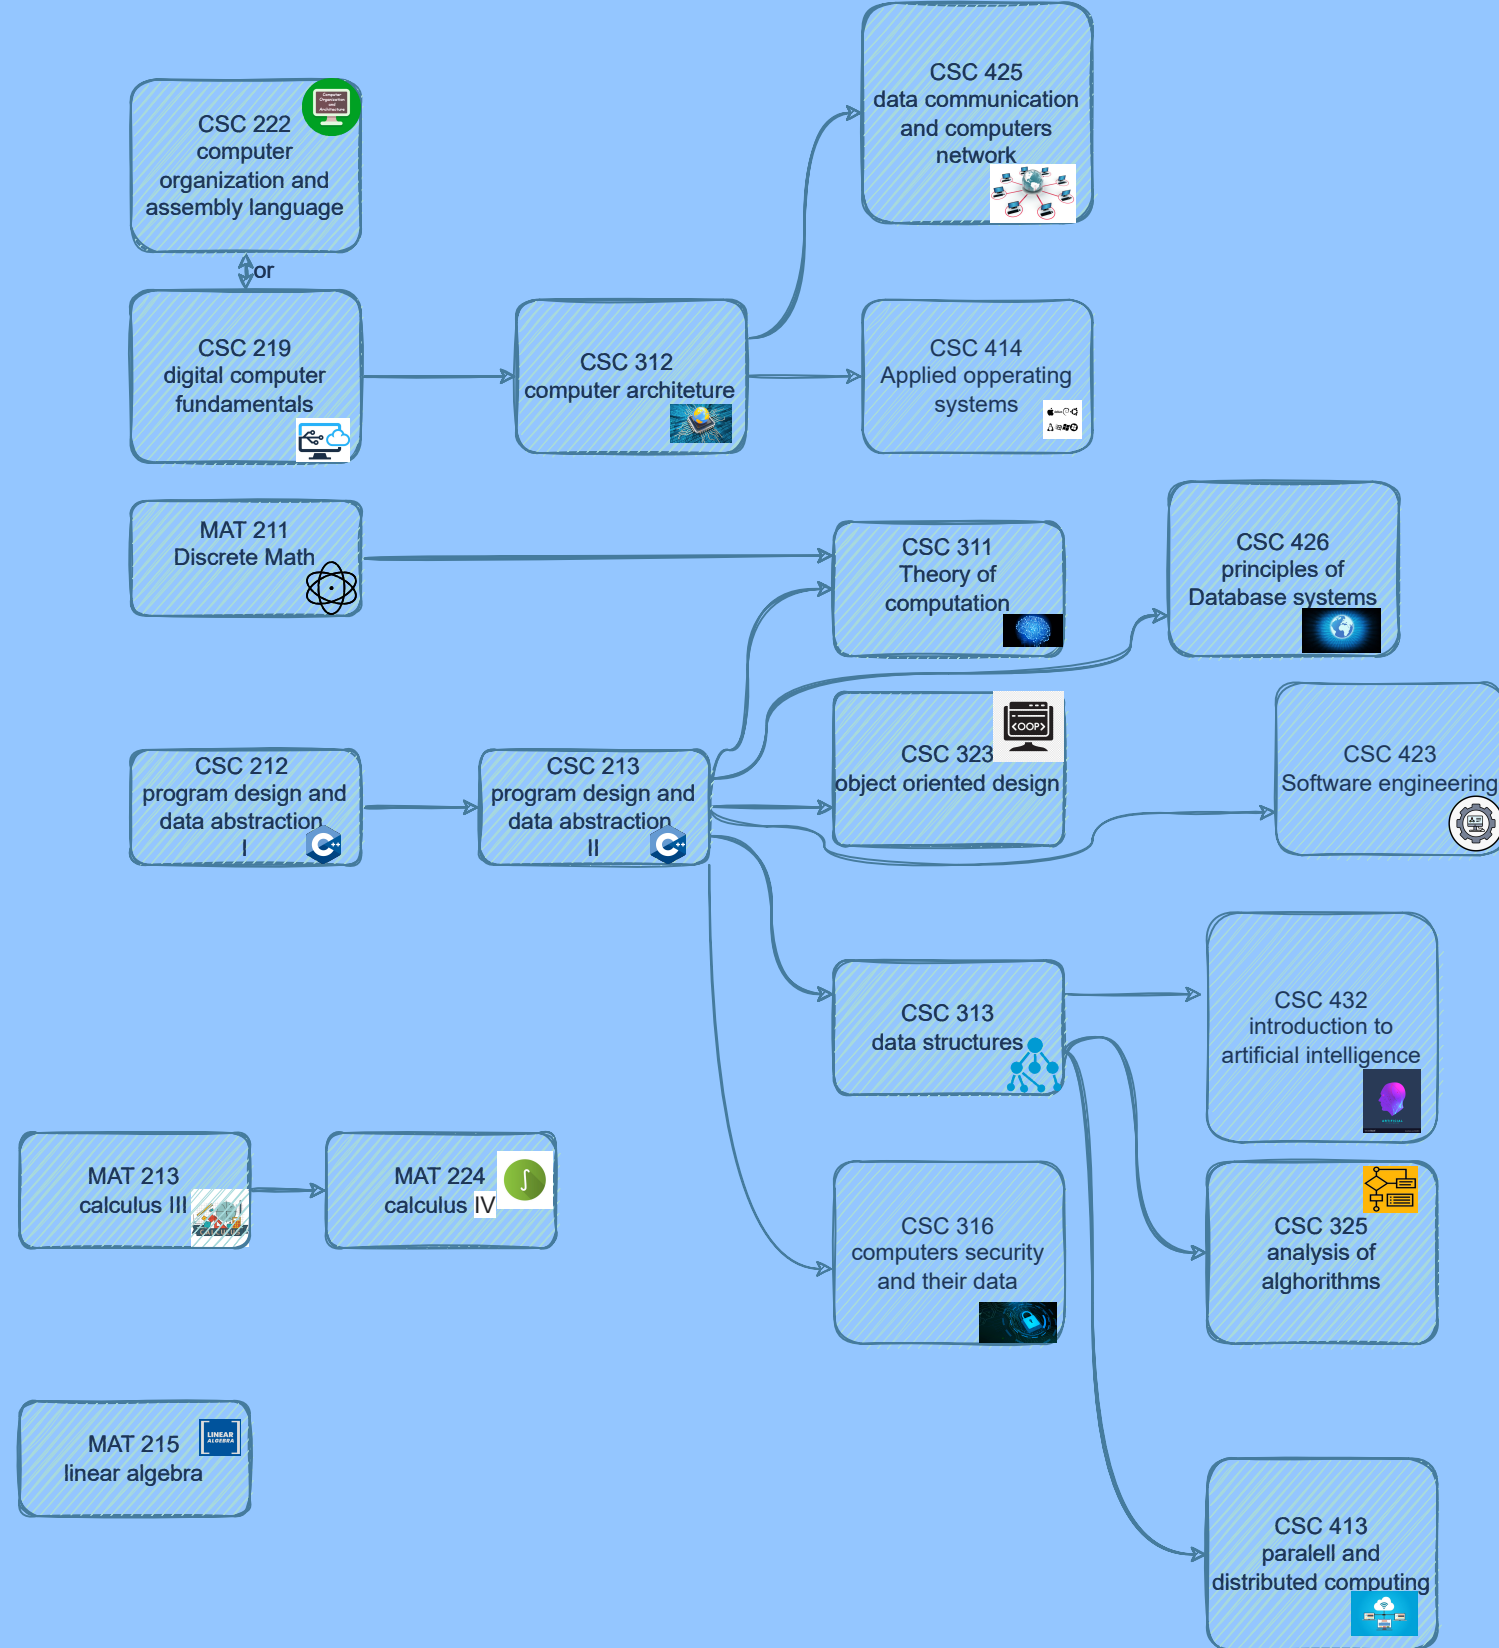 CSC 425
data communication
and computers
network
Computer
Organization
and
Architecture
CSC 222
computer
organization and
assembly language
or
CSC 219
digital computer
fundamentals
CSC 312
computer architeture
CSC 414
Applied opperating
systems
MAT 211
Discrete Math
CSC 311
Theory of
computation
CSC 426
principles of
Database systems
<OOP>
CSC 323
object oriented design
CSC 423
Software engineering
CSC 212
program design and
data abstraction
I
C++
CSC 213
program design and
data abstraction
II
C++
CSC 313
data structures
CSC 432
introduction to
artificial intelligence
MAT 213
calculus III
MAT 224
calculus IV
∫
CSC 316
computers security
and their data
CSC 325
analysis of
alghorithms
MAT 215
linear algebra
LINEAR
ALGEBRA
CSC 413
paralell and
distributed computing